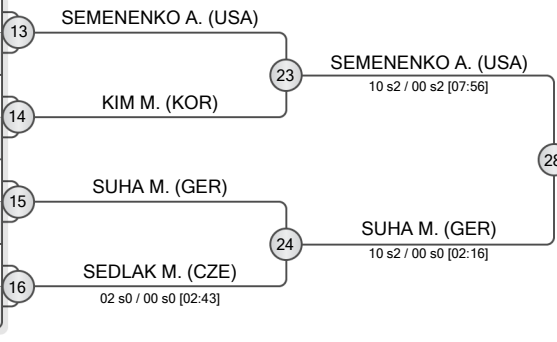 SEMENENKO A. (USA)
13
23
SEMENENKO A. (USA)
10 s2 / 00 s2 [07:56]
KIM M. (KOR)
14
28
SUHA M. (GER)
15
SUHA M. (GER)
10 s2 / 00 s0 [02:16]
24
SEDLAK M. (CZE)
16
02 s0 / 00 s0 [02:43]